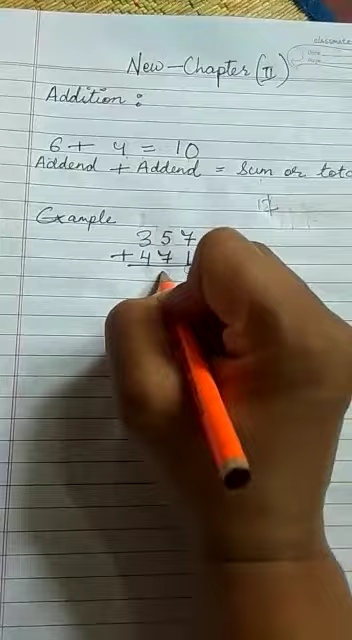 classmate
New-Chapter (II)
Addition :
6 + 4 = 10
Addend + Addend = Sum or tota
Example
357
+ 47